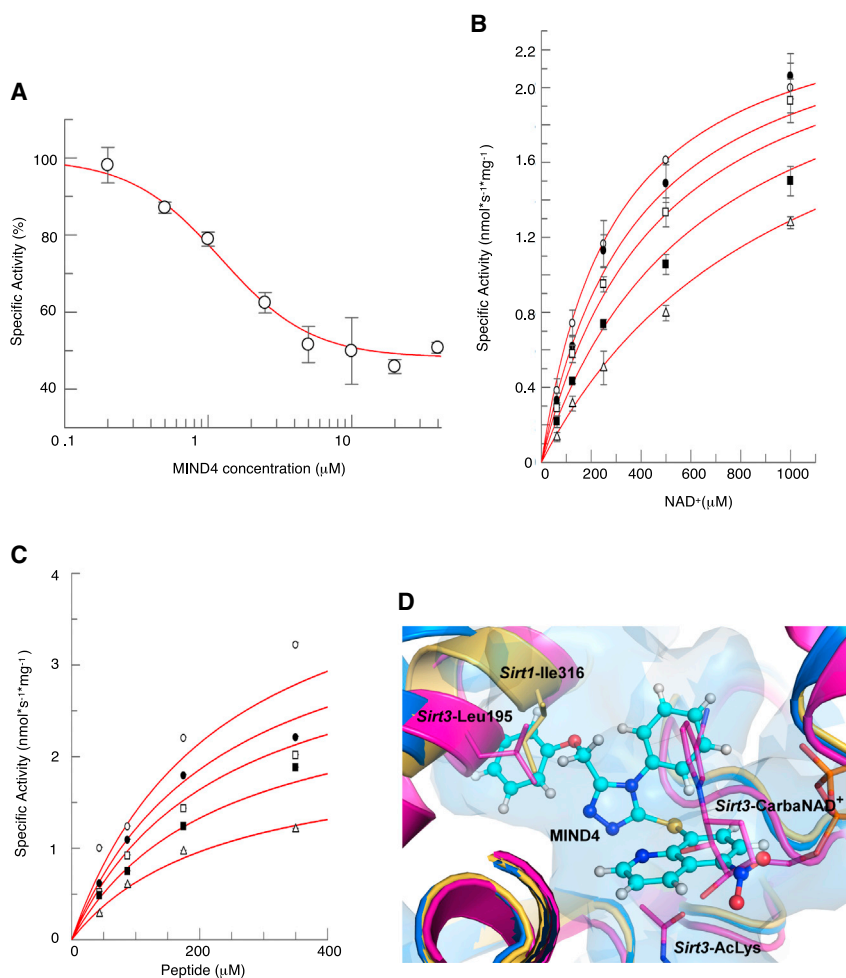 A
Specific Activity (%)
100
80
60
40
0.1
1
10
MIND4 concentration (μM)
B
Specific Activity (nmol*s⁻¹*mg⁻¹)
2.2
2.0
1.6
1.2
0.8
0.4
0
0
200
400
600
800
1000
NAD⁺(μM)
C
Specific Activity (nmol*s⁻¹*mg⁻¹)
4
3
2
1
0
0
200
400
Peptide (μM)
D
Sirt1-Ile316
Sirt3-Leu195
Sirt3-CarbaNAD⁺
MIND4
Sirt3-AcLys